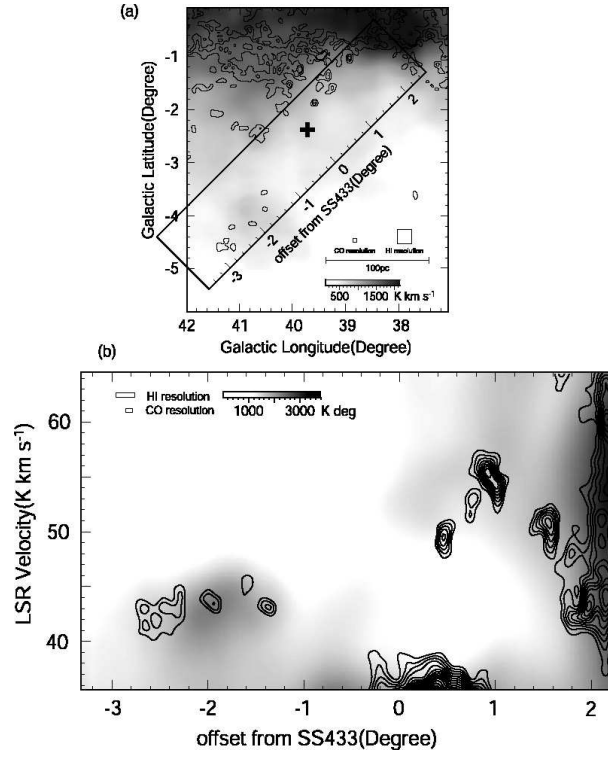 (a)
-1
-2
-3
-4
-5
Galactic Latitude(Degree)
2
1
0
-1
-2
-3
offset from SS433(Degree)
CO resolution
HI resolution
100pc
500 1500 K km s⁻¹
42 41 40 39 38
Galactic Longitude(Degree)
(b)
HI resolution
CO resolution
1000 3000 K deg
60
50
40
LSR Velocity(K km s⁻¹)
-3 -2 -1 0 1 2
offset from SS433(Degree)